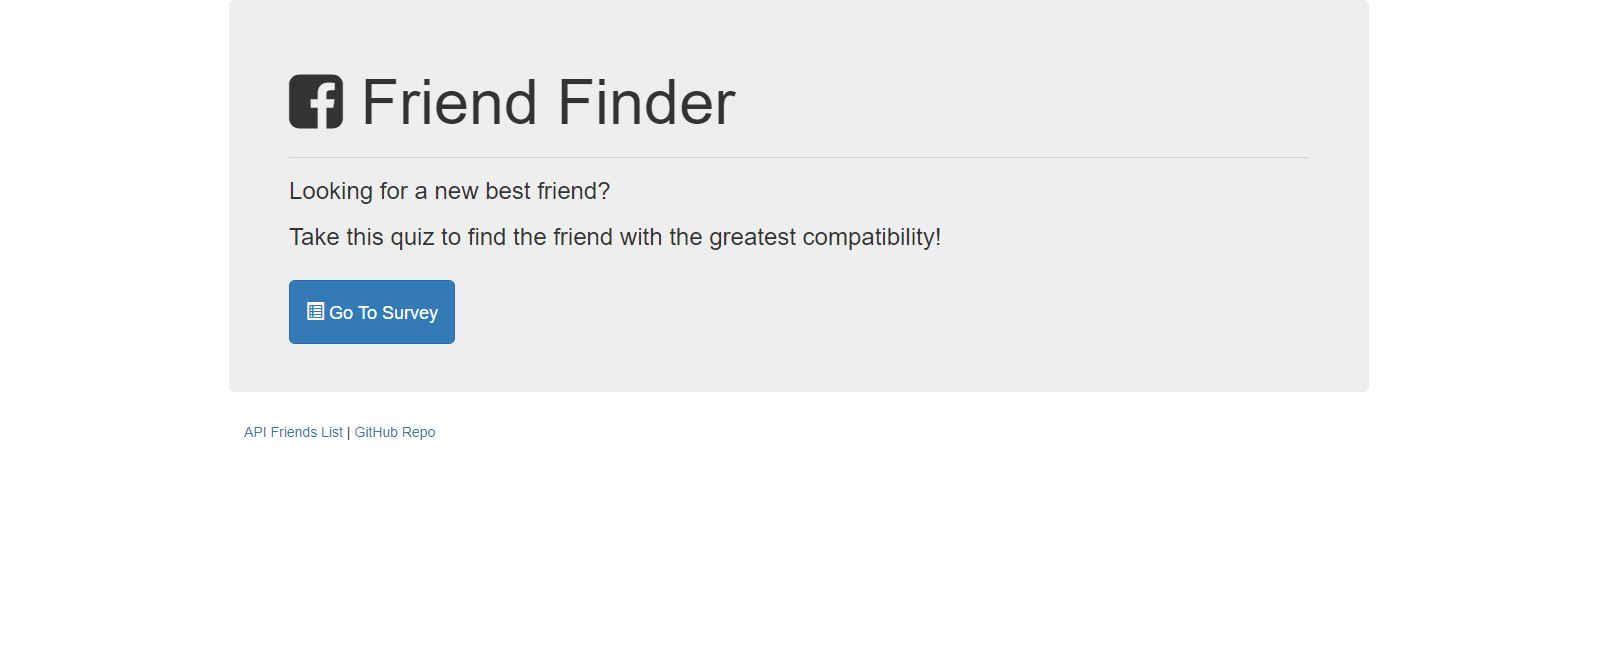 Friend Finder
Looking for a new best friend?
Take this quiz to find the friend with the greatest compatibility!
Go To Survey
API Friends List | GitHub Repo